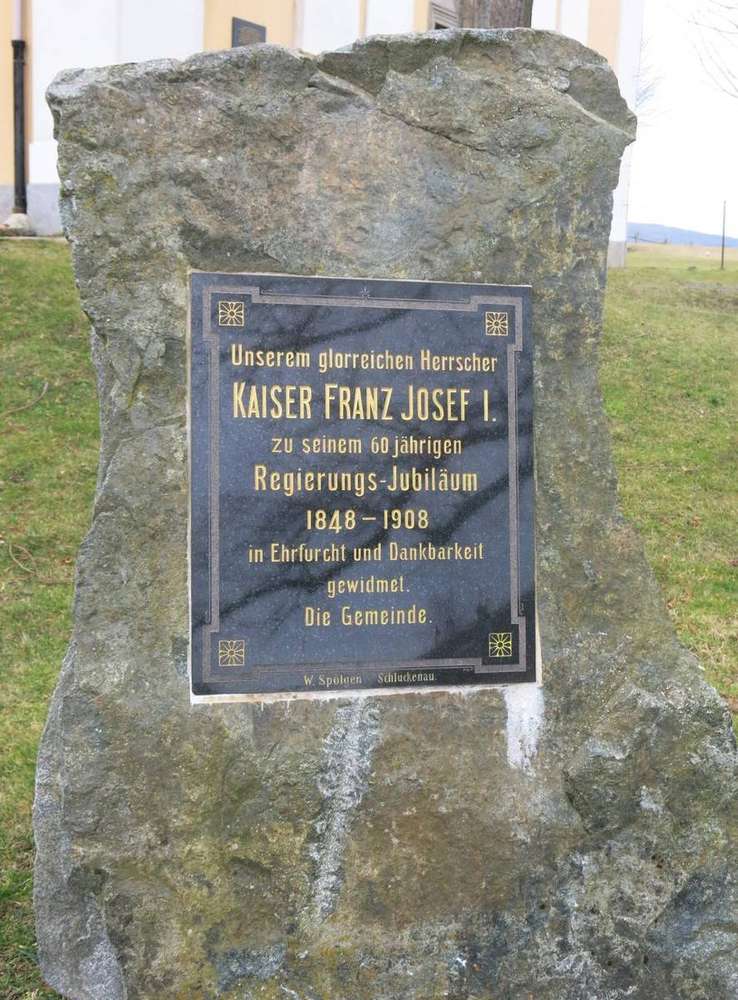 Unserem glorreichen Herrscher
KAISER FRANZ JOSEF I.
zu seinem 60 jährigen
Regierungs-Jubiläum
1848 – 1908
in Ehrfurcht und Dankbarkeit
gewidmet.
Die Gemeinde.
W. Spolgen Schluckenau.